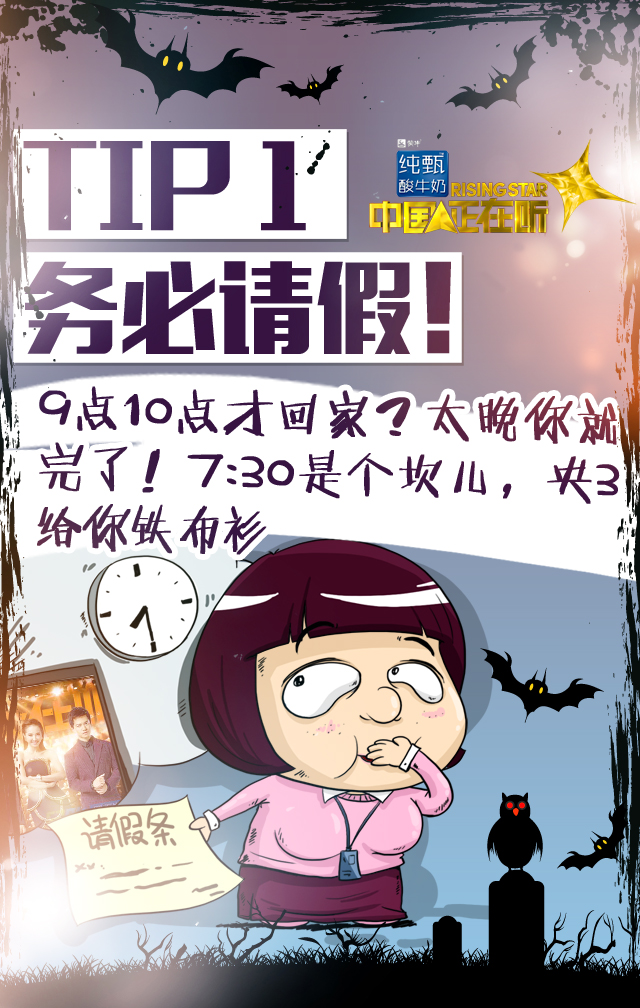 TIP 1
务必请假！
纯甄
酸牛奶
RISING STAR
中国正在听
9点10点才回家？太晚你就
完了！7:30是个坎儿，央3
给你铁布衫
请假条